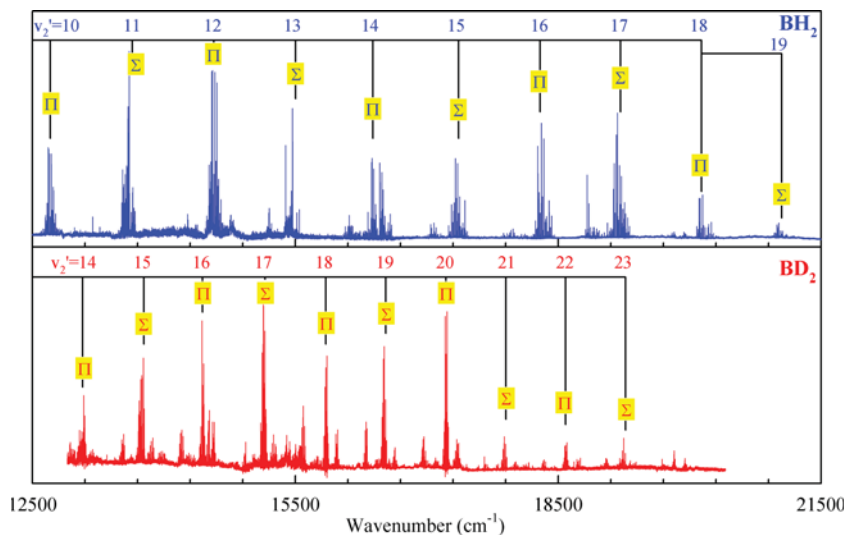 v₂'=10 11 12 13 14 15 16 17 18 19 BH₂
Π Σ Π Σ Π Σ Π Σ Π Σ
v₂'=14 15 16 17 18 19 20 21 22 23 BD₂
Π Σ Π Σ Π Σ Π Σ Π Σ
12500 15500 18500 21500
Wavenumber (cm⁻¹)